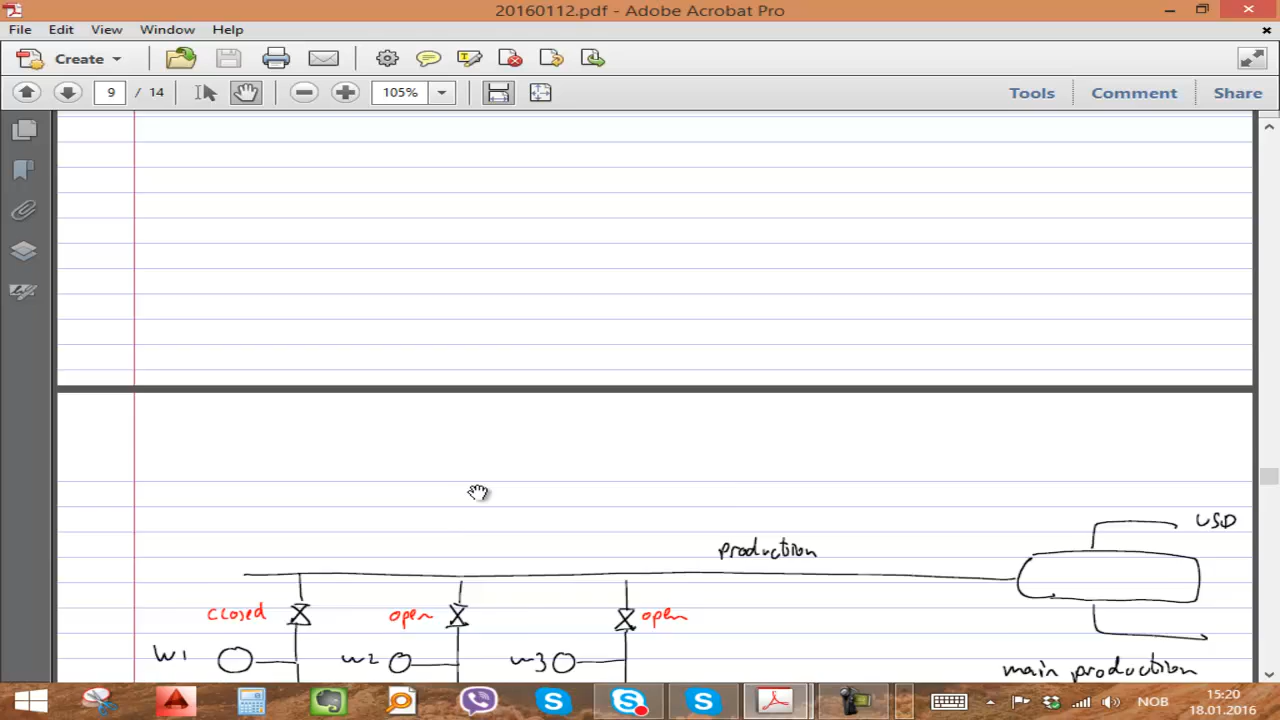 20160112.pdf - Adobe Acrobat Pro
File Edit View Window Help
Create
9 / 14 105% Tools Comment Share
USD
production
closed open open
W1 W2 W3
main production
NOB 15:20
18.01.2016